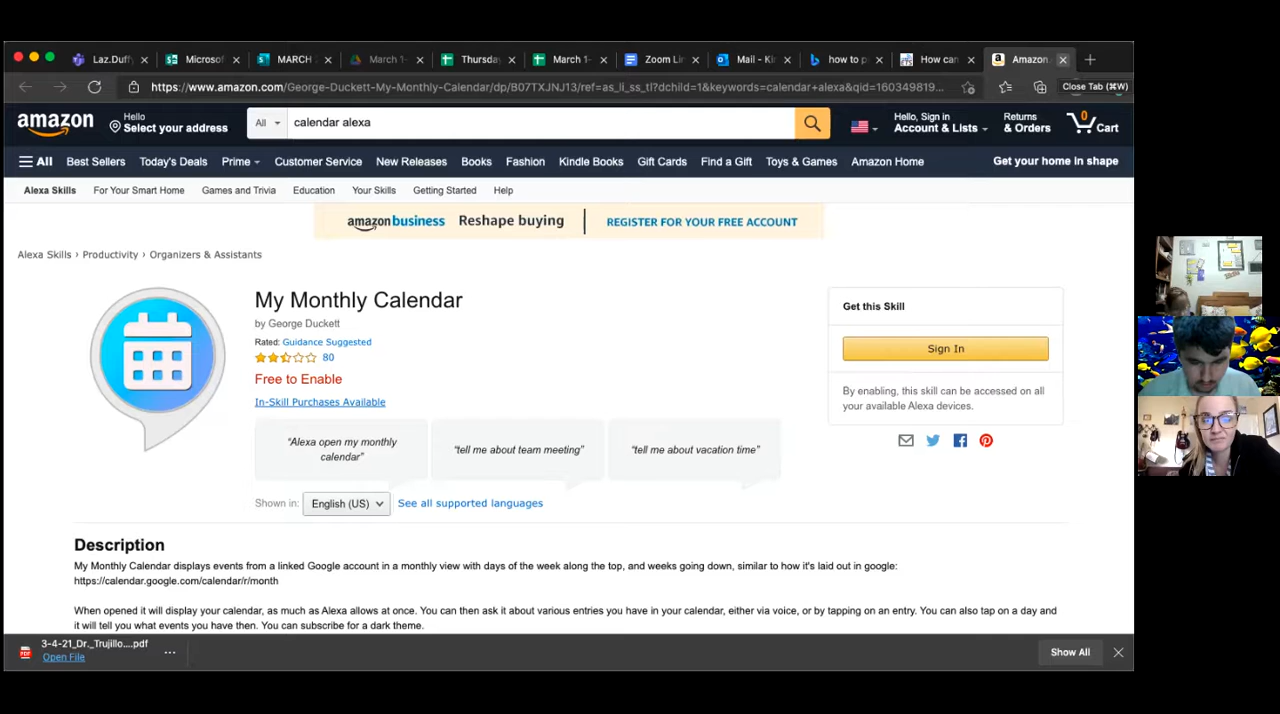 Laz.Duffy
Microsof
MARCH
March 1-
Thursday
March 1-
Zoom Lin
Mail - Ki
how to p
How can
Amazon
https://www.amazon.com/George-Duckett-My-Monthly-Calendar/dp/B07TXJNJ13/ref=as_li_ss_tl?dchild=1&keywords=calendar+alexa&qid=160349819...
Close Tab (⌘W)
amazon
Hello
Select your address
All
calendar alexa
Hello, Sign in
Account & Lists
Returns
& Orders
0
Cart
All
Best Sellers
Today's Deals
Prime
Customer Service
New Releases
Books
Fashion
Kindle Books
Gift Cards
Find a Gift
Toys & Games
Amazon Home
Get your home in shape
Alexa Skills
For Your Smart Home
Games and Trivia
Education
Your Skills
Getting Started
Help
amazon business Reshape buying REGISTER FOR YOUR FREE ACCOUNT
Alexa Skills › Productivity › Organizers & Assistants
My Monthly Calendar
by George Duckett
Rated: Guidance Suggested
80
Free to Enable
In-Skill Purchases Available
"Alexa open my monthly
calendar"
"tell me about team meeting"
"tell me about vacation time"
Shown in: English (US) See all supported languages
Get this Skill
Sign In
By enabling, this skill can be accessed on all
your available Alexa devices.
Description
My Monthly Calendar displays events from a linked Google account in a monthly view with days of the week along the top, and weeks going down, similar to how it's laid out in google:
https://calendar.google.com/calendar/r/month
When opened it will display your calendar, as much as Alexa allows at once. You can then ask it about various entries you have in your calendar, either via voice, or by tapping on an entry. You can also tap on a day and
it will tell you what events you have then. You can subscribe for a dark theme.
3-4-21_Dr._Trujillo....pdf
Open File
...
Show All